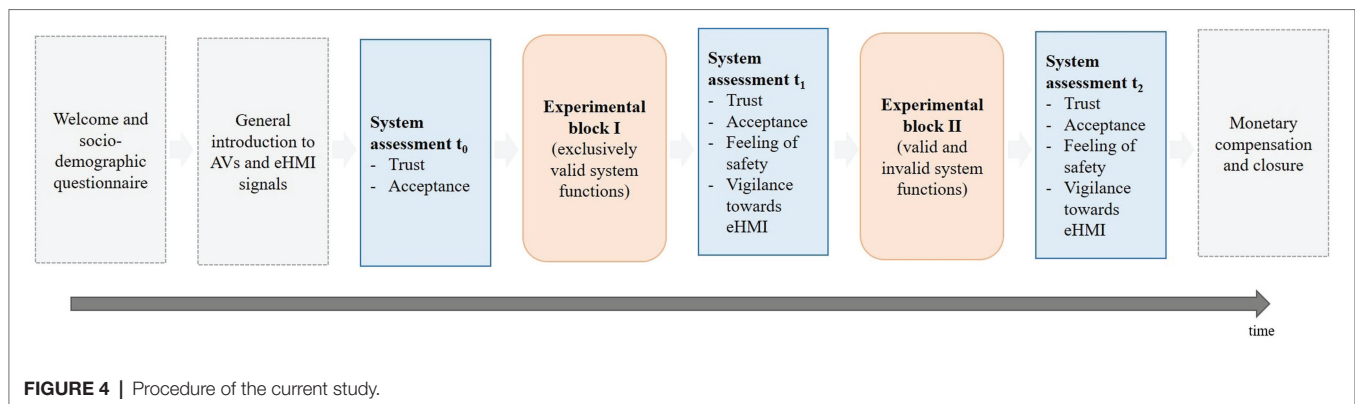 Welcome and
socio-
demographic
questionnaire
General
introduction to
AVs and eHMI
signals
System
assessment t₀
- Trust
- Acceptance
Experimental
block I
(exclusively
valid system
functions)
System
assessment t₁
- Trust
- Acceptance
- Feeling of
safety
- Vigilance
towards
eHMI
Experimental
block II
(valid and
invalid system
functions)
System
assessment t₂
- Trust
- Acceptance
- Feeling of
safety
- Vigilance
towards
eHMI
Monetary
compensation
and closure
time
FIGURE 4 | Procedure of the current study.